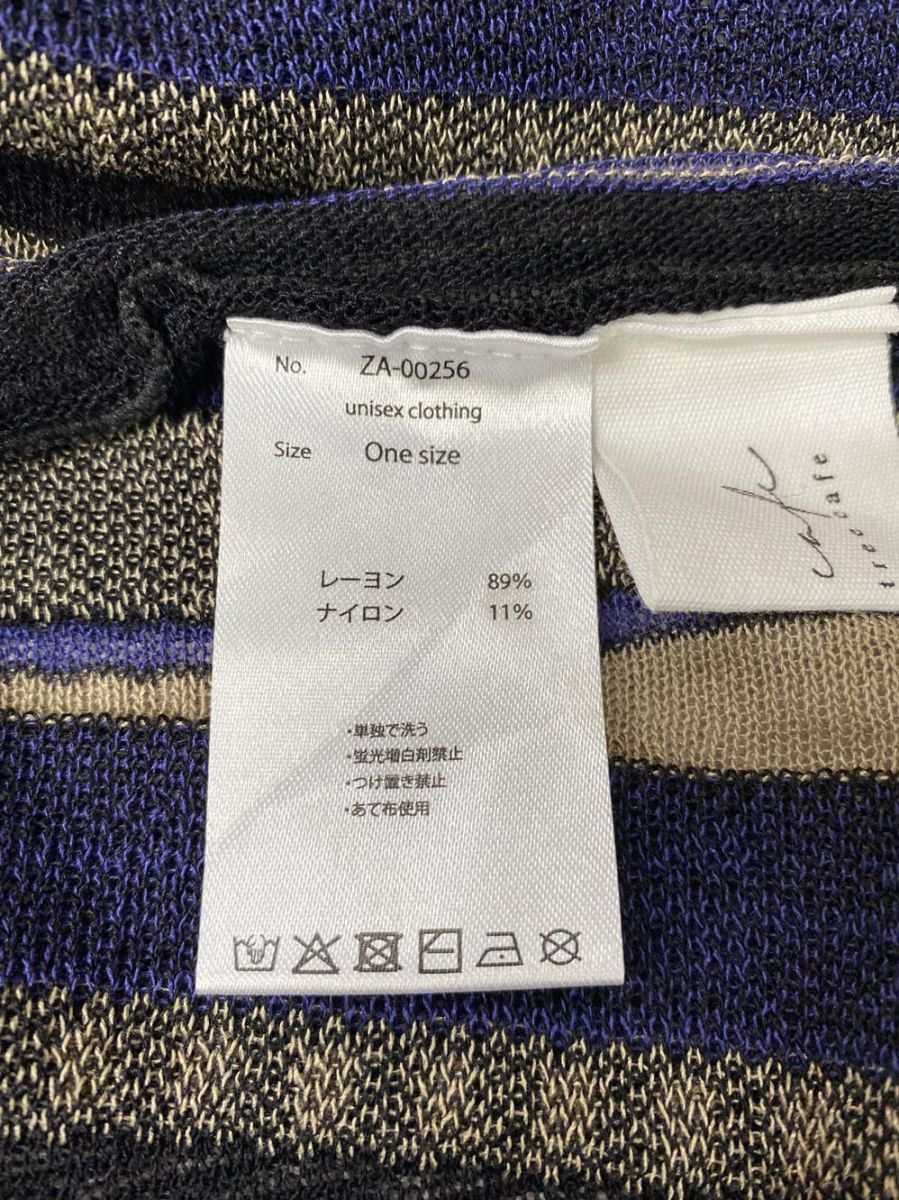 No. ZA-00256
unisex clothing
Size One size
レーヨン 89%
ナイロン 11%
・単独で洗う
・蛍光増白剤禁止
・つけ置き禁止
・あて布使用
tree cafe